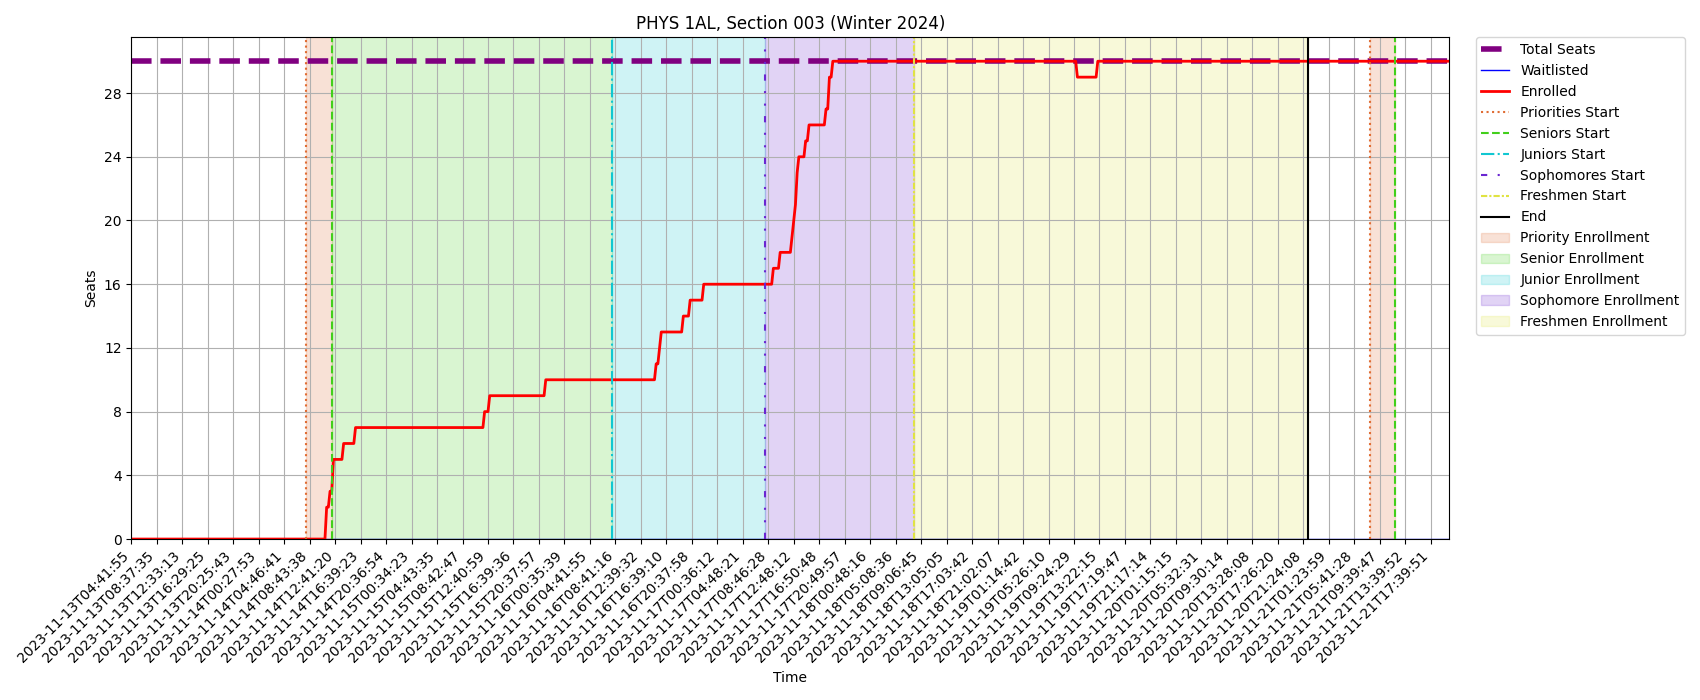 PHYS 1AL, Section 003 (Winter 2024)
Seats
28
24
20
16
12
8
4
0
Total Seats
Waitlisted
Enrolled
Priorities Start
Seniors Start
Juniors Start
Sophomores Start
Freshmen Start
End
Priority Enrollment
Senior Enrollment
Junior Enrollment
Sophomore Enrollment
Freshmen Enrollment
2023-11-13T04:41:55
2023-11-13T08:37:35
2023-11-13T12:33:13
2023-11-13T16:29:25
2023-11-13T20:25:43
2023-11-14T00:27:53
2023-11-14T04:46:41
2023-11-14T08:43:38
2023-11-14T12:41:20
2023-11-14T16:39:23
2023-11-14T20:36:54
2023-11-15T00:34:23
2023-11-15T04:43:35
2023-11-15T08:42:47
2023-11-15T12:40:59
2023-11-15T16:39:36
2023-11-15T20:37:57
2023-11-16T00:35:39
2023-11-16T04:41:55
2023-11-16T08:41:16
2023-11-16T12:39:32
2023-11-16T16:39:10
2023-11-16T20:37:58
2023-11-17T00:36:12
2023-11-17T04:48:21
2023-11-17T08:46:28
2023-11-17T12:48:12
2023-11-17T16:50:48
2023-11-17T20:49:57
2023-11-18T00:48:16
2023-11-18T05:08:36
2023-11-18T09:06:45
2023-11-18T13:05:05
2023-11-18T17:03:42
2023-11-18T21:02:07
2023-11-19T01:14:42
2023-11-19T05:26:10
2023-11-19T09:24:29
2023-11-19T13:22:15
2023-11-19T17:19:47
2023-11-19T21:17:14
2023-11-20T01:15:15
2023-11-20T05:32:31
2023-11-20T09:30:14
2023-11-20T13:28:08
2023-11-20T17:26:20
2023-11-20T21:24:08
2023-11-21T01:23:59
2023-11-21T05:41:28
2023-11-21T09:39:47
2023-11-21T13:39:52
2023-11-21T17:39:51
Time